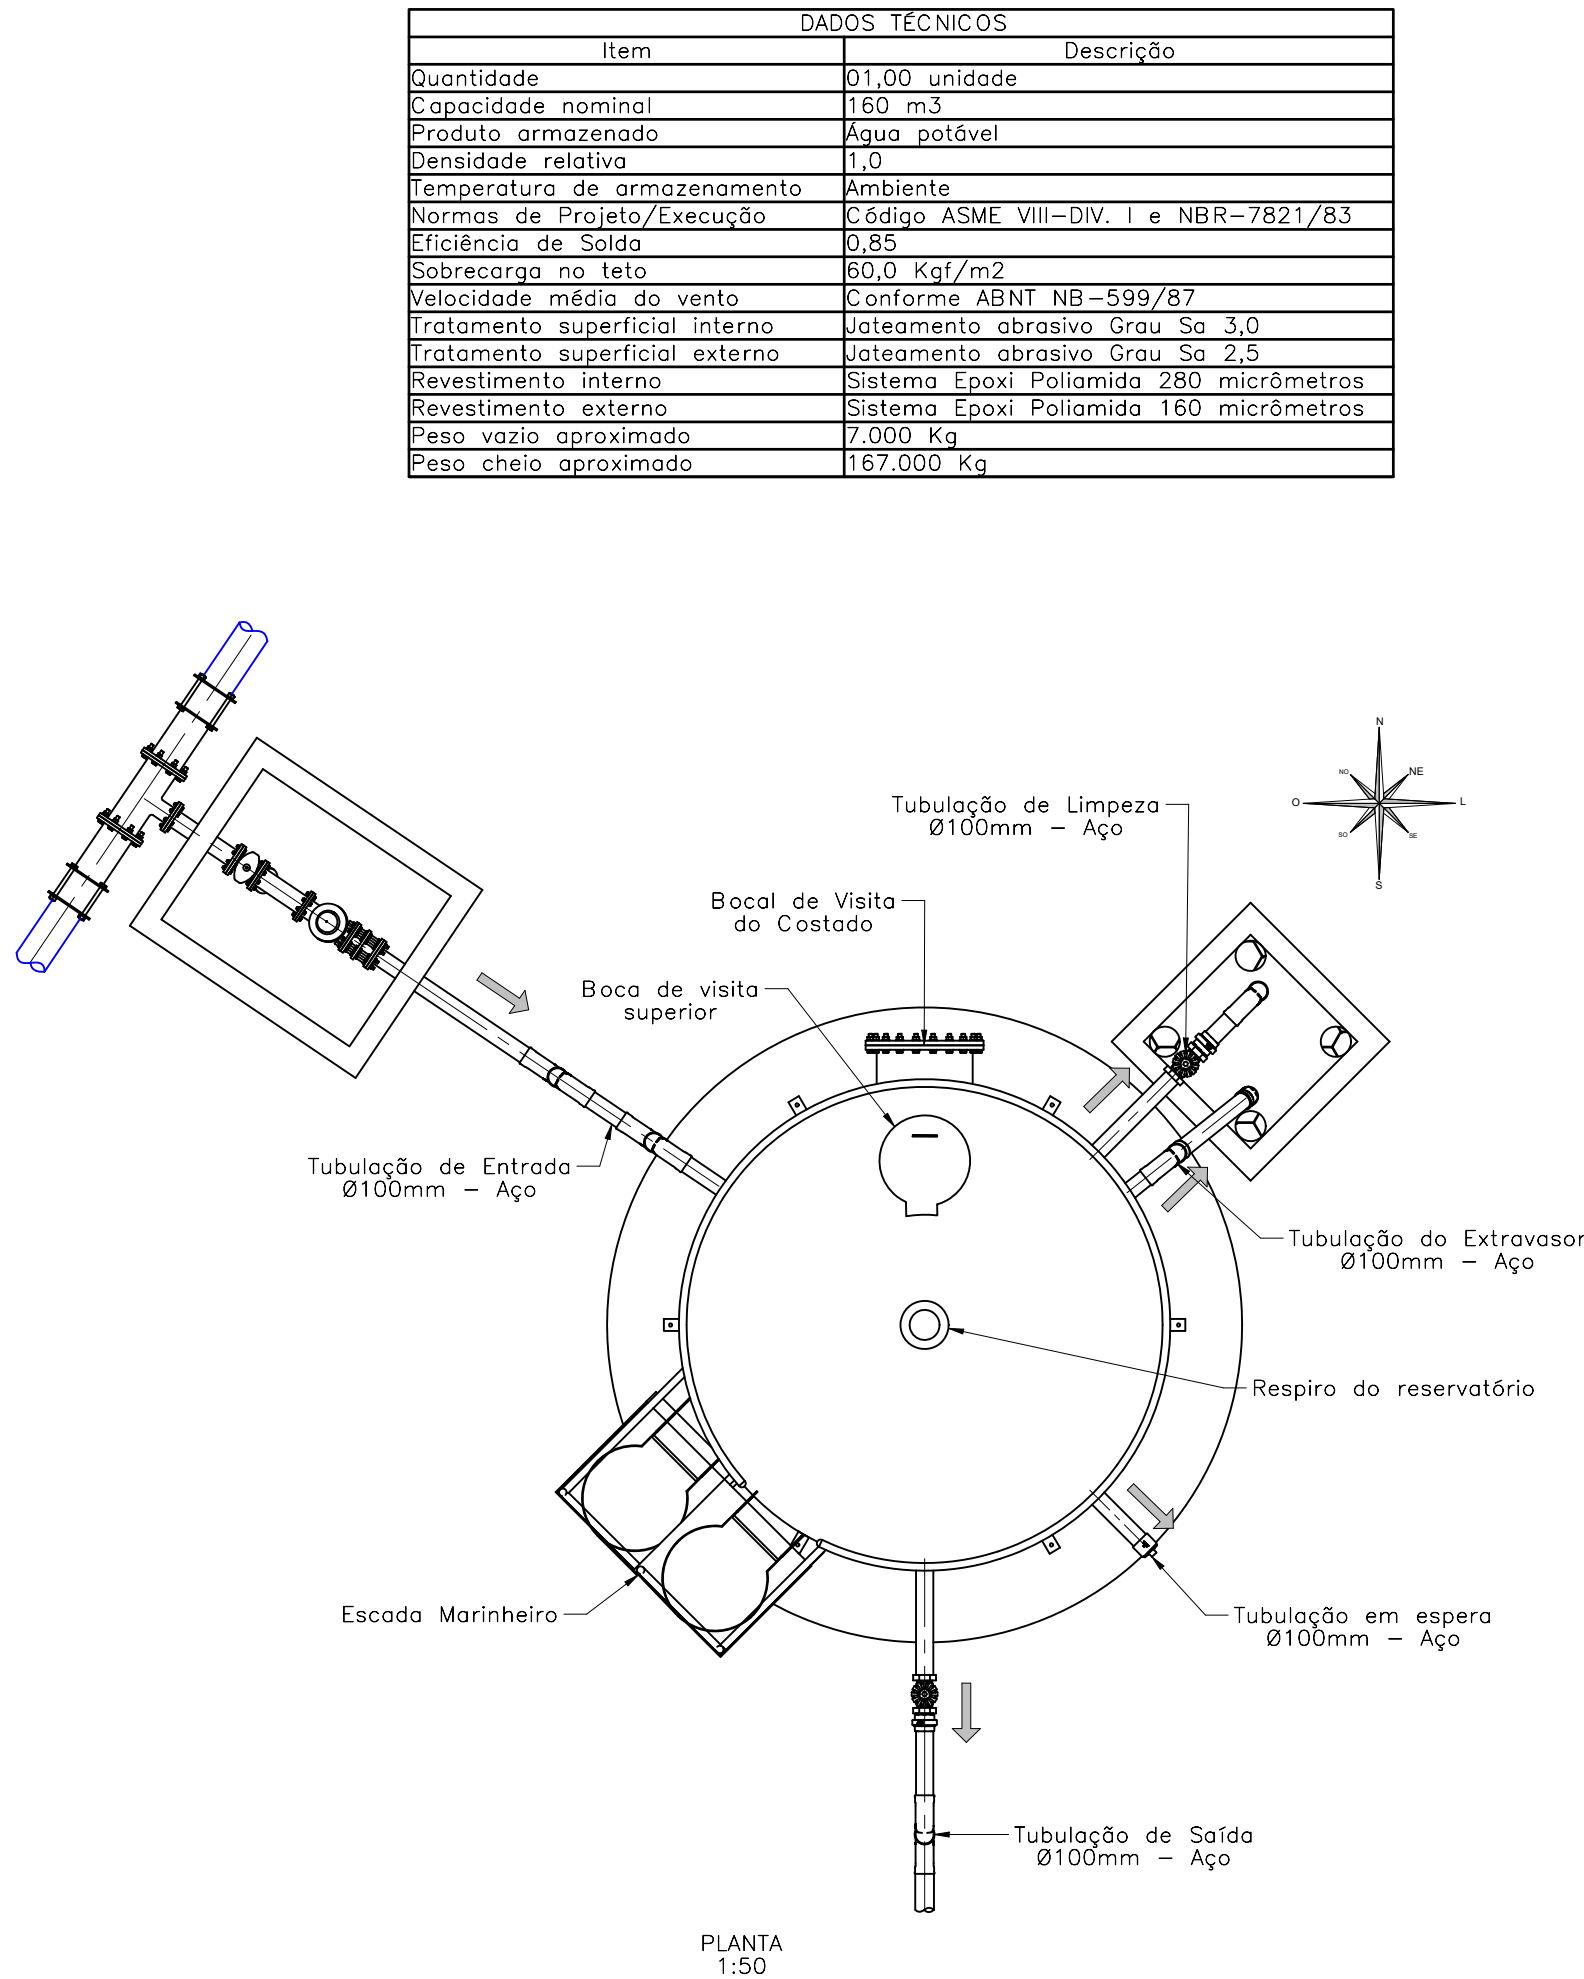 DADOS TÉCNICOS
Item Descrição
Quantidade 01,00 unidade
Capacidade nominal 160 m3
Produto armazenado Água potável
Densidade relativa 1,0
Temperatura de armazenamento Ambiente
Normas de Projeto/Execução Código ASME VIII-DIV. I e NBR-7821/83
Eficiência de Solda 0,85
Sobrecarga no teto 60,0 Kgf/m2
Velocidade média do vento Conforme ABNT NB-599/87
Tratamento superficial interno Jateamento abrasivo Grau Sa 3,0
Tratamento superficial externo Jateamento abrasivo Grau Sa 2,5
Revestimento interno Sistema Epoxi Poliamida 280 micrômetros
Revestimento externo Sistema Epoxi Poliamida 160 micrômetros
Peso vazio aproximado 7.000 Kg
Peso cheio aproximado 167.000 Kg
N
NO NE
O L
SO SE
S
Tubulação de Limpeza
Ø100mm - Aço
Bocal de Visita
do Costado
Boca de visita
superior
Tubulação de Entrada
Ø100mm - Aço
Tubulação do Extravasor
Ø100mm - Aço
Respiro do reservatório
Escada Marinheiro
Tubulação em espera
Ø100mm - Aço
Tubulação de Saída
Ø100mm - Aço
PLANTA
1:50